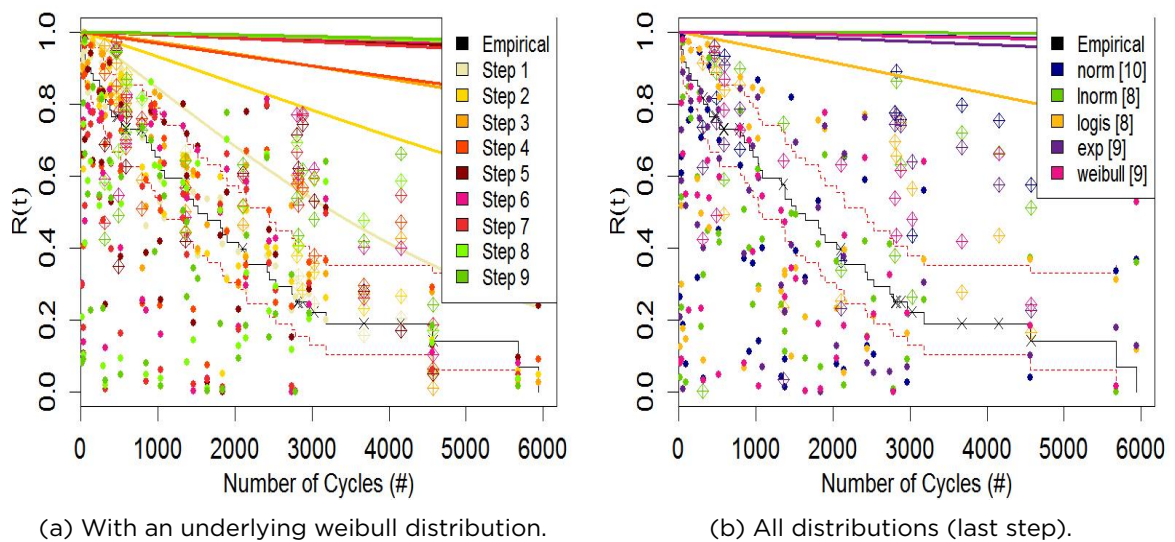 1.0
0.8
0.6
0.4
0.2
0.0
R(t)
Empirical
Step 1
Step 2
Step 3
Step 4
Step 5
Step 6
Step 7
Step 8
Step 9
0 1000 2000 3000 4000 5000 6000
Number of Cycles (#)
(a) With an underlying weibull distribution.
1.0
0.8
0.6
0.4
0.2
0.0
R(t)
Empirical
norm [10]
lnorm [8]
logis [8]
exp [9]
weibull [9]
0 1000 2000 3000 4000 5000 6000
Number of Cycles (#)
(b) All distributions (last step).